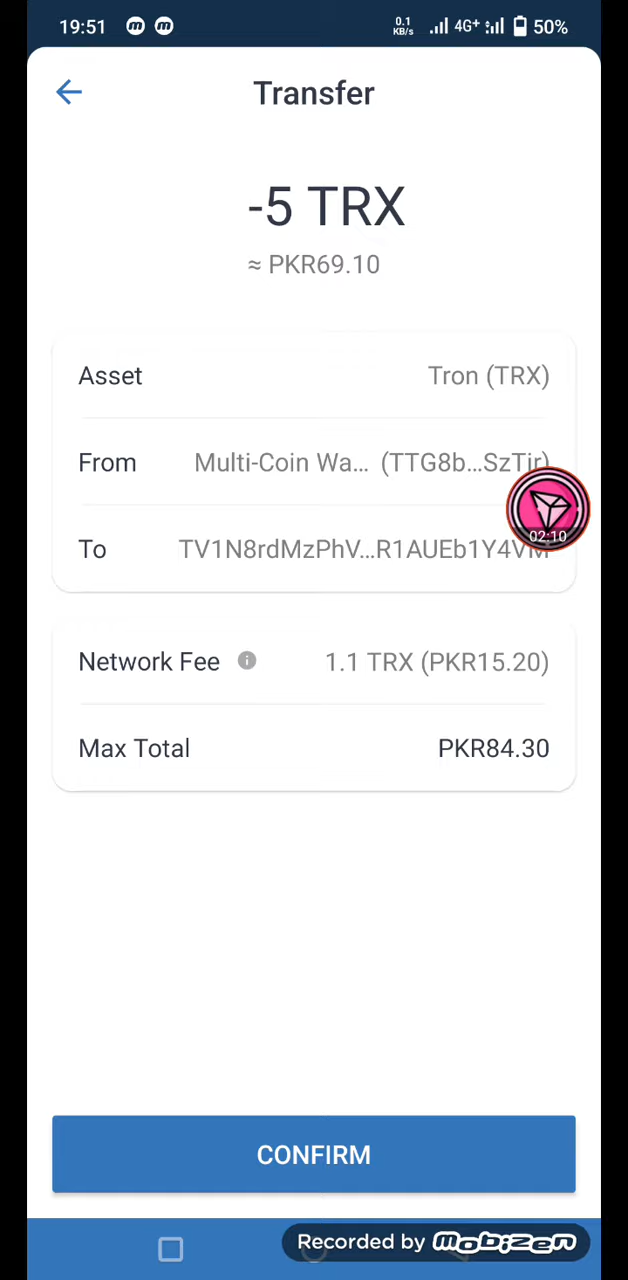 19:51 0.1 KB/s 4G+ 50%
Transfer
-5 TRX
≈ PKR69.10
Asset Tron (TRX)
From Multi-Coin Wa... (TTG8b...SzTir)
02:10
To TV1N8rdMzPhV...R1AUEb1Y4VM
Network Fee 1.1 TRX (PKR15.20)
Max Total PKR84.30
CONFIRM
Recorded by mobizen